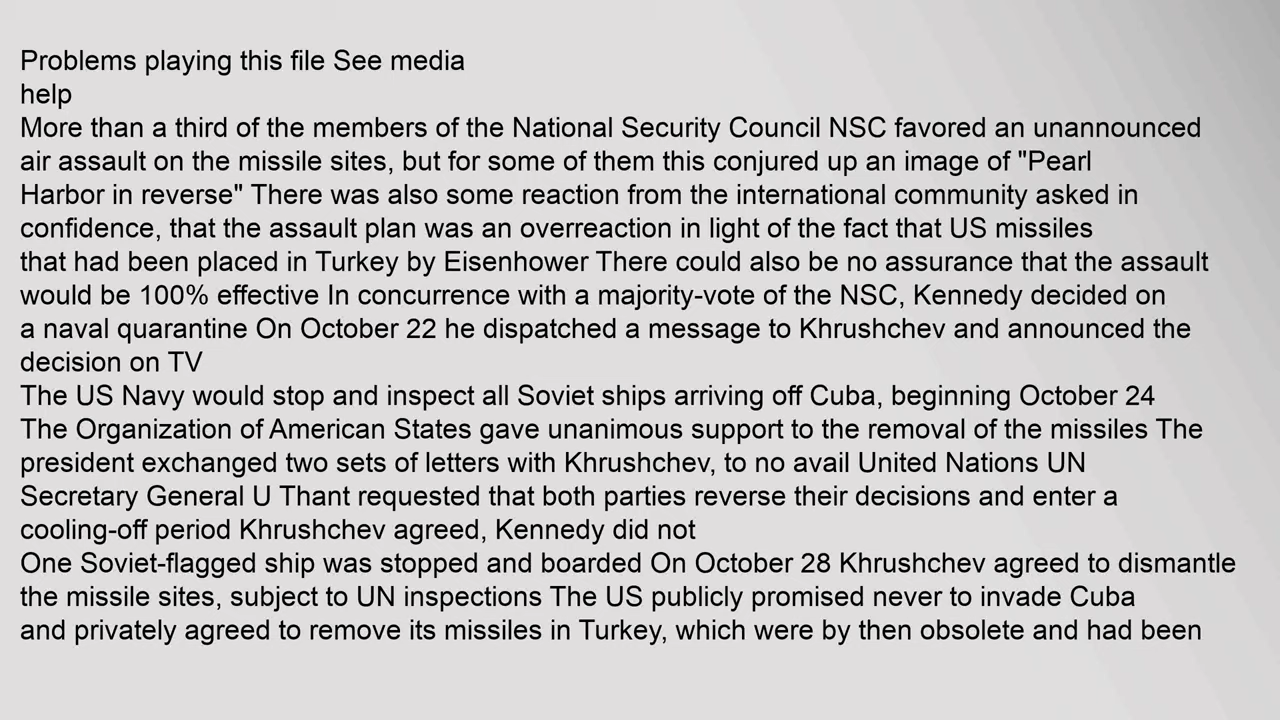 Problems playing this file See media
help
More than a third of the members of the National Security Council NSC favored an unannounced
air assault on the missile sites, but for some of them this conjured up an image of "Pearl
Harbor in reverse" There was also some reaction from the international community asked in
confidence, that the assault plan was an overreaction in light of the fact that US missiles
that had been placed in Turkey by Eisenhower There could also be no assurance that the assault
would be 100% effective In concurrence with a majority-vote of the NSC, Kennedy decided on
a naval quarantine On October 22 he dispatched a message to Khrushchev and announced the
decision on TV
The US Navy would stop and inspect all Soviet ships arriving off Cuba, beginning October 24
The Organization of American States gave unanimous support to the removal of the missiles The
president exchanged two sets of letters with Khrushchev, to no avail United Nations UN
Secretary General U Thant requested that both parties reverse their decisions and enter a
cooling-off period Khrushchev agreed, Kennedy did not
One Soviet-flagged ship was stopped and boarded On October 28 Khrushchev agreed to dismantle
the missile sites, subject to UN inspections The US publicly promised never to invade Cuba
and privately agreed to remove its missiles in Turkey, which were by then obsolete and had been